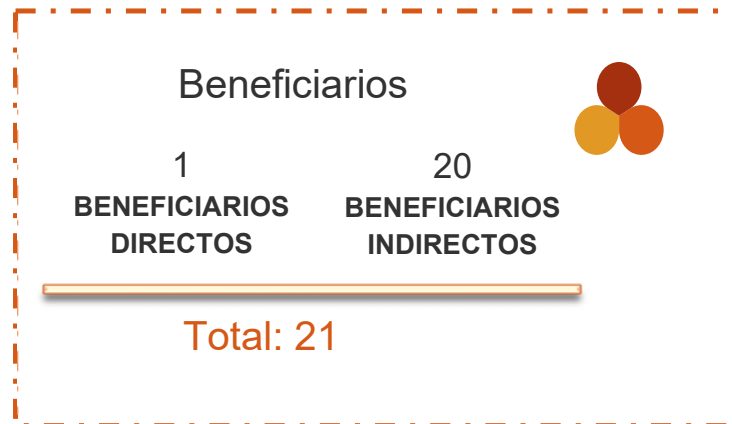 Beneficiarios
1
BENEFICIARIOS
DIRECTOS
20
BENEFICIARIOS
INDIRECTOS
Total: 21